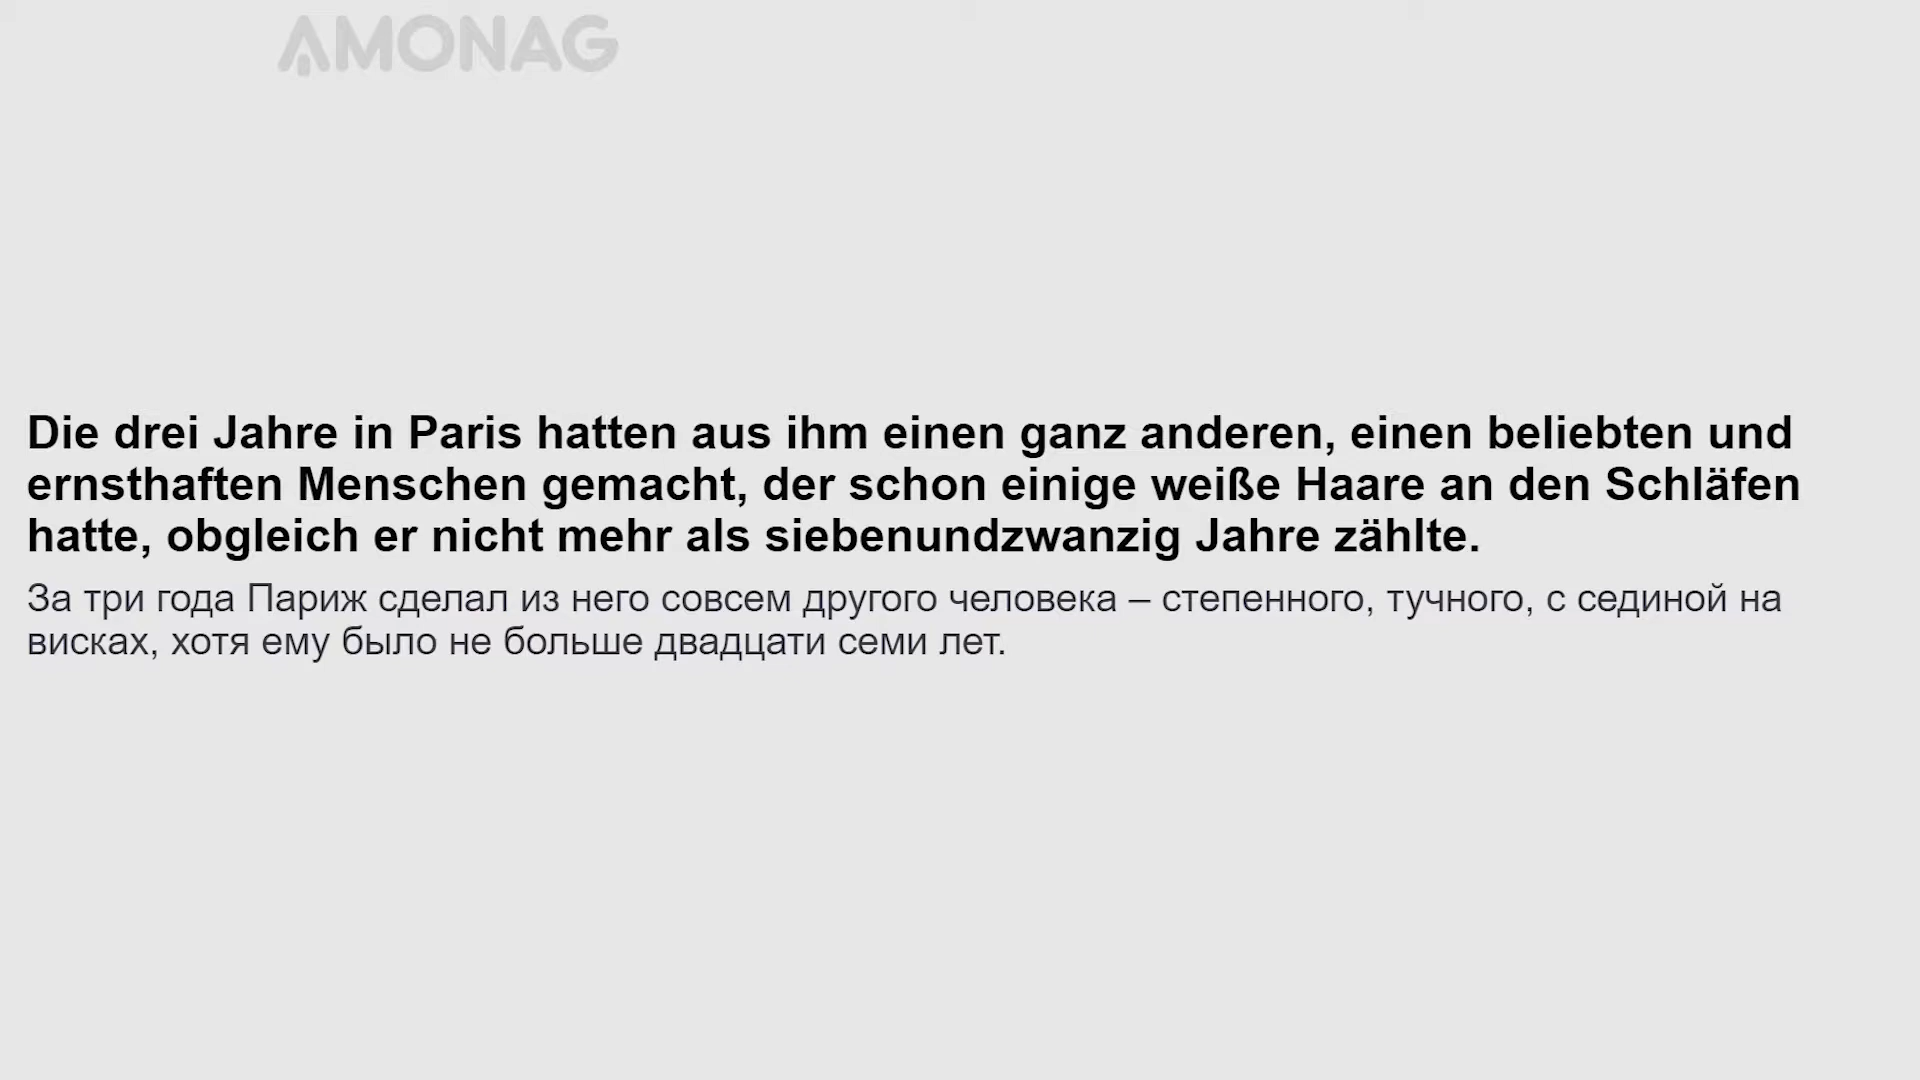 AMONAG
Die drei Jahre in Paris hatten aus ihm einen ganz anderen, einen beliebten und
ernsthaften Menschen gemacht, der schon einige weiße Haare an den Schläfen
hatte, obgleich er nicht mehr als siebenundzwanzig Jahre zählte.
За три года Париж сделал из него совсем другого человека – степенного, тучного, с сединой на
висках, хотя ему было не больше двадцати семи лет.